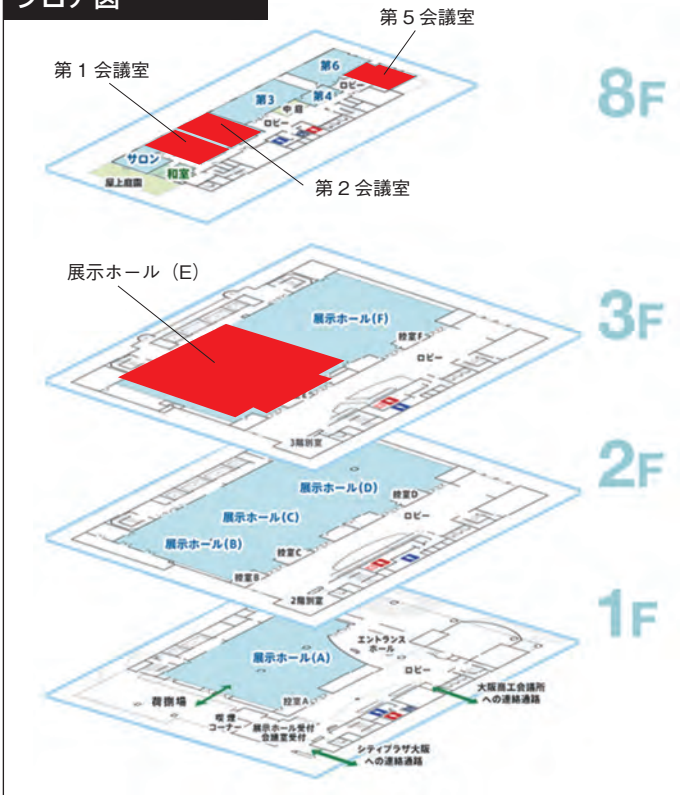 フロア図
第5会議室
第1会議室
第6
第3
第4
ロビー
中庭
ロビー
サロン
和室
屋上庭園
第2会議室
8F
展示ホール（E）
展示ホール(F)
控室F
ロビー
3階別室
3F
展示ホール(D)
控室D
展示ホール(C)
ロビー
展示ホール(B)
控室C
控室B
2階別室
2F
1F
エントランス
ホール
展示ホール(A)
ロビー
荷捌場
控室A
大阪商工会議所
への連絡通路
喫煙
コーナー
展示ホール受付
会議室受付
シティプラザ大阪
への連絡通路